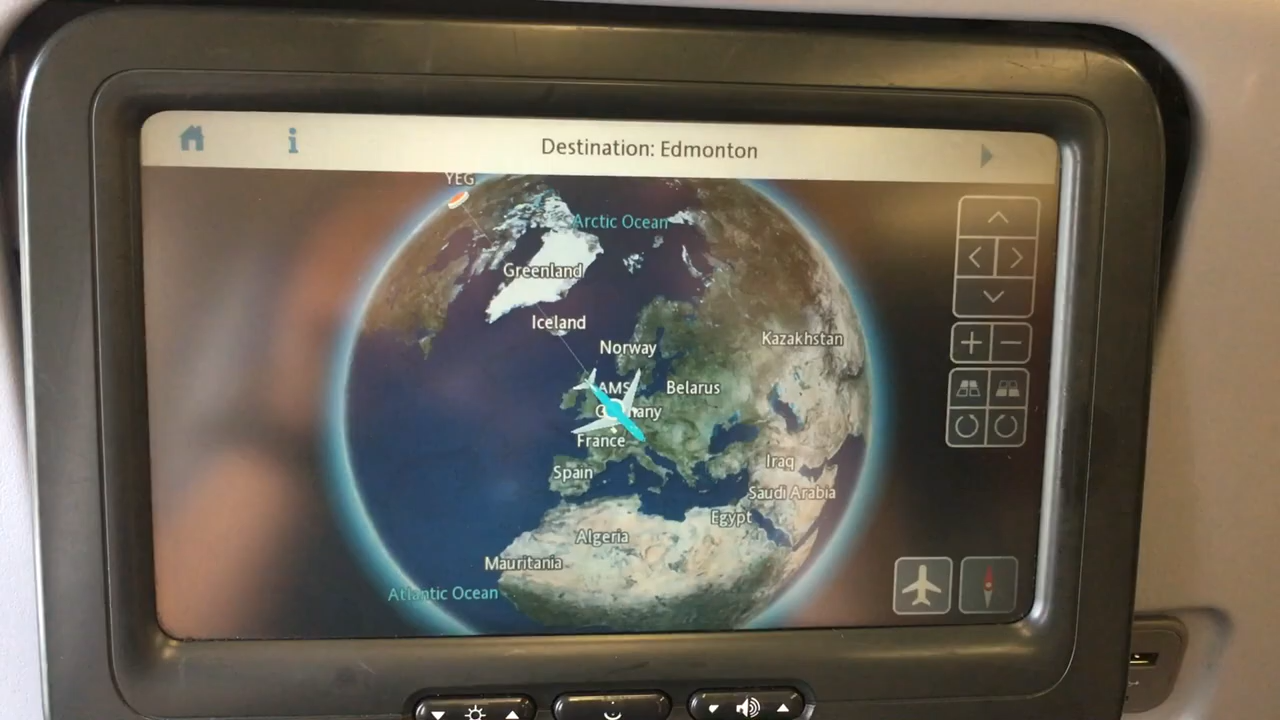 Destination: Edmonton
YEG
Arctic Ocean
Greenland
Iceland
Norway
Kazakhstan
AMS
Belarus
France
Spain
Iraq
Saudi Arabia
Egypt
Algeria
Mauritania
Atlantic Ocean